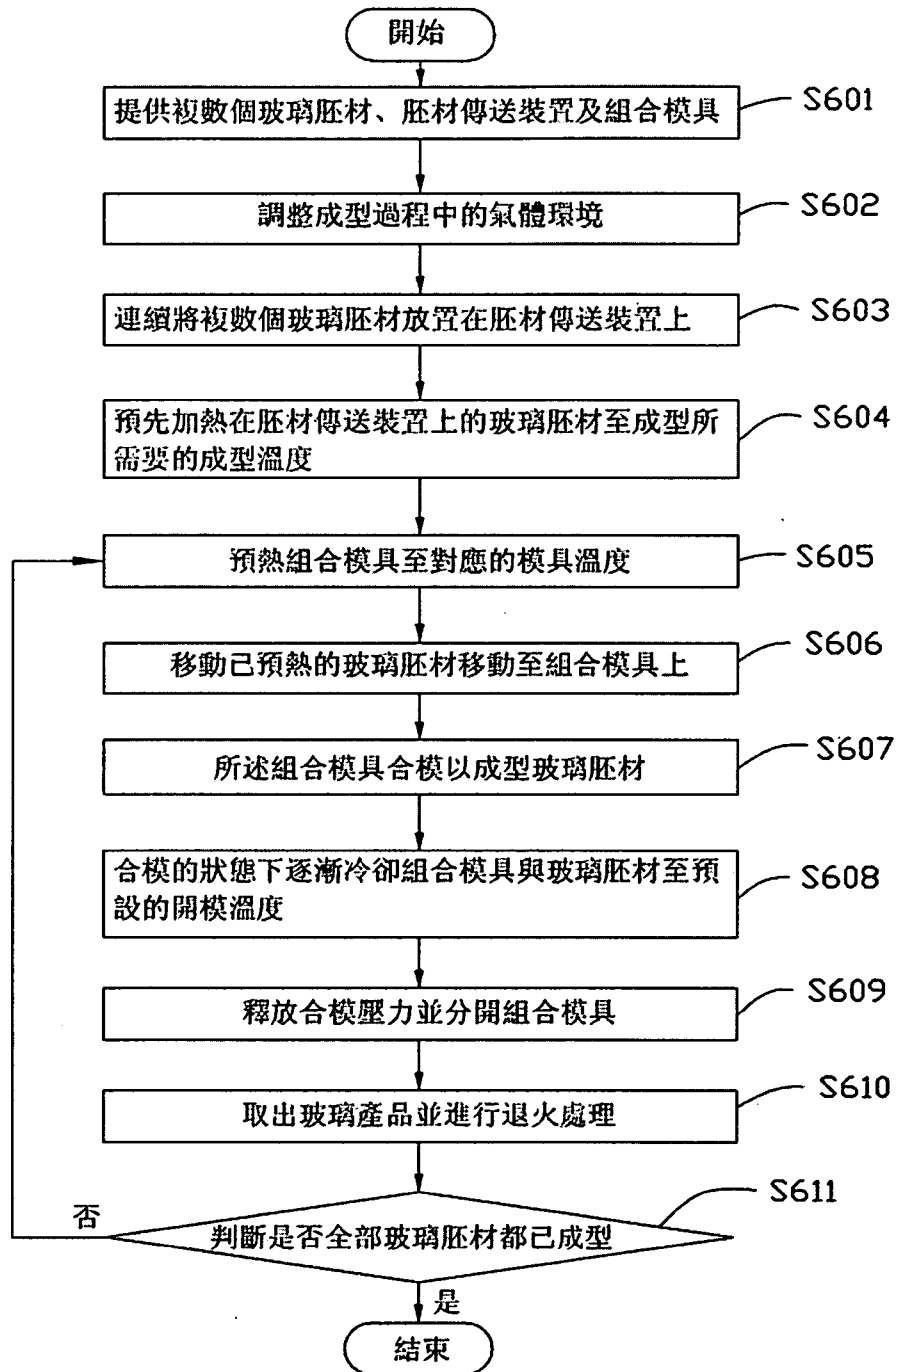 開始
提供複數個玻璃胚材、胚材傳送裝置及組合模具
S601
調整成型過程中的氣體環境
S602
連續將複數個玻璃胚材放置在胚材傳送裝置上
S603
預先加熱在胚材傳送裝置上的玻璃胚材至成型所
需要的成型溫度
S604
預熱組合模具至對應的模具溫度
S605
移動已預熱的玻璃胚材移動至組合模具上
S606
所述組合模具合模以成型玻璃胚材
S607
合模的狀態下逐漸冷卻組合模具與玻璃胚材至預
設的開模溫度
S608
釋放合模壓力並分開組合模具
S609
取出玻璃產品並進行退火處理
S610
判斷是否全部玻璃胚材都已成型
S611
否
是
結束